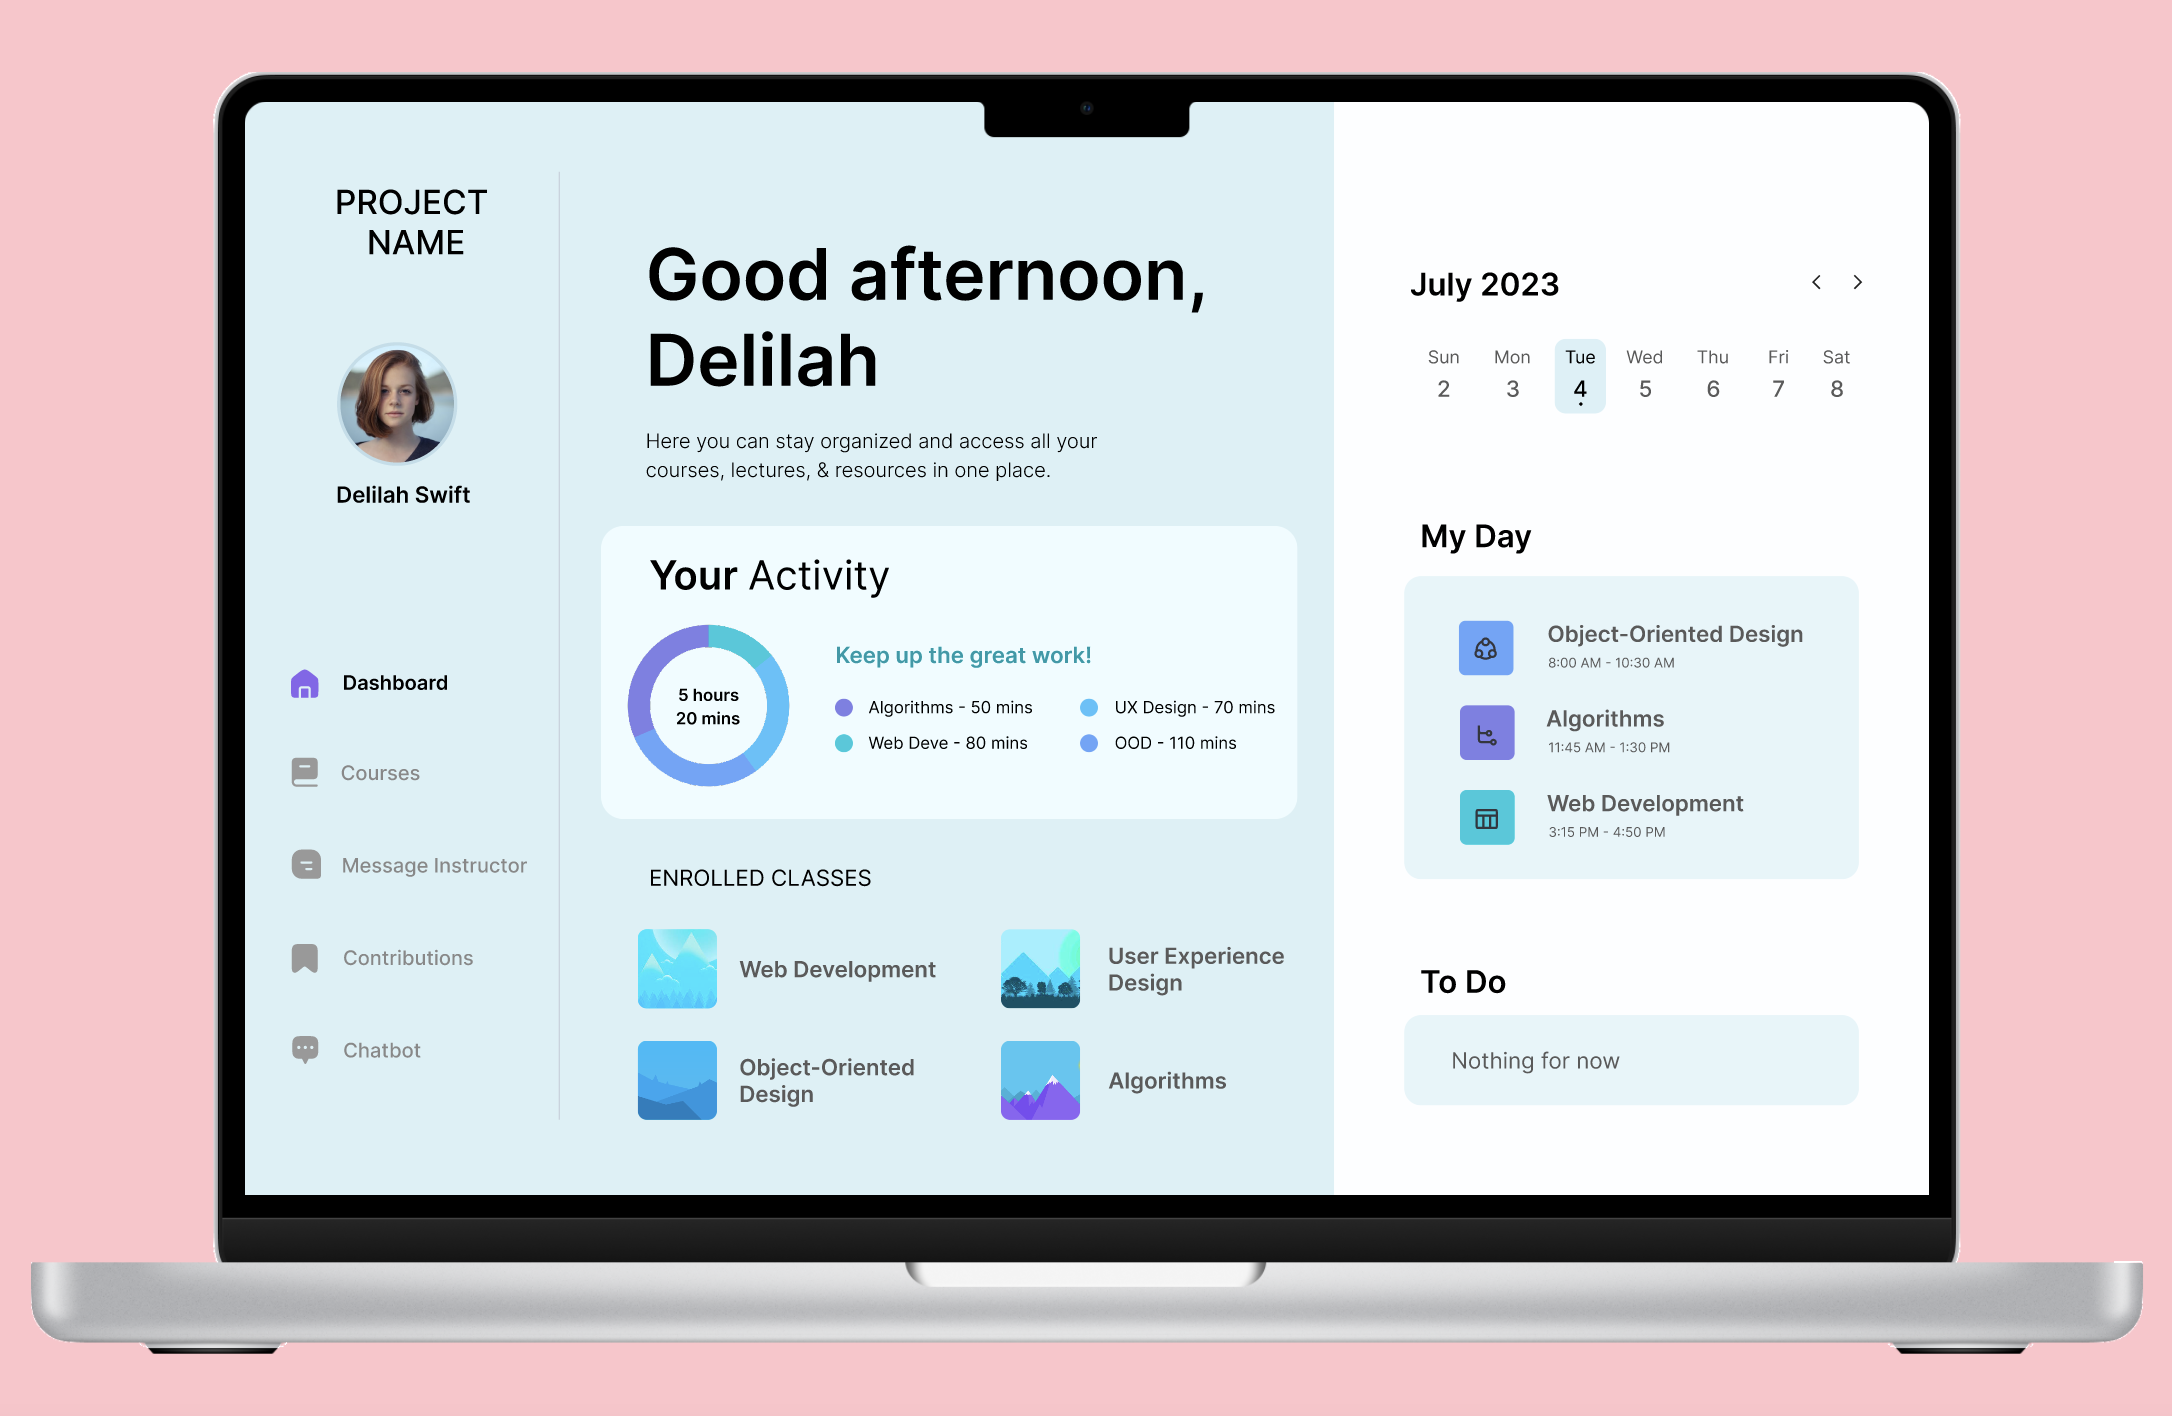 PROJECT
NAME
Delilah Swift
Dashboard
Courses
Message Instructor
Contributions
Chatbot
Good afternoon,
Delilah
Here you can stay organized and access all your
courses, lectures, & resources in one place.
Your Activity
5 hours
20 mins
Keep up the great work!
Algorithms - 50 mins
UX Design - 70 mins
Web Deve - 80 mins
OOD - 110 mins
ENROLLED CLASSES
Web Development
User Experience
Design
Object-Oriented
Design
Algorithms
July 2023
Sun Mon Tue Wed Thu Fri Sat
2 3 4 5 6 7 8
My Day
Object-Oriented Design
8:00 AM - 10:30 AM
Algorithms
11:45 AM - 1:30 PM
Web Development
3:15 PM - 4:50 PM
To Do
Nothing for now